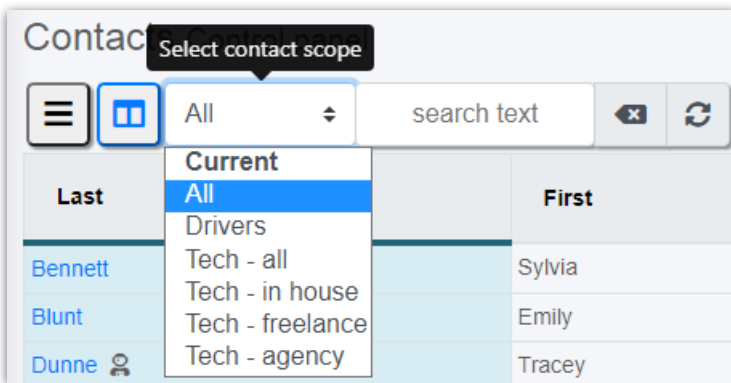 Contacts Control panel
Select contact scope
All
search text
Current
All
Drivers
Tech - all
Tech - in house
Tech - freelance
Tech - agency
Last First
Bennett Sylvia
Blunt Emily
Dunne Tracey